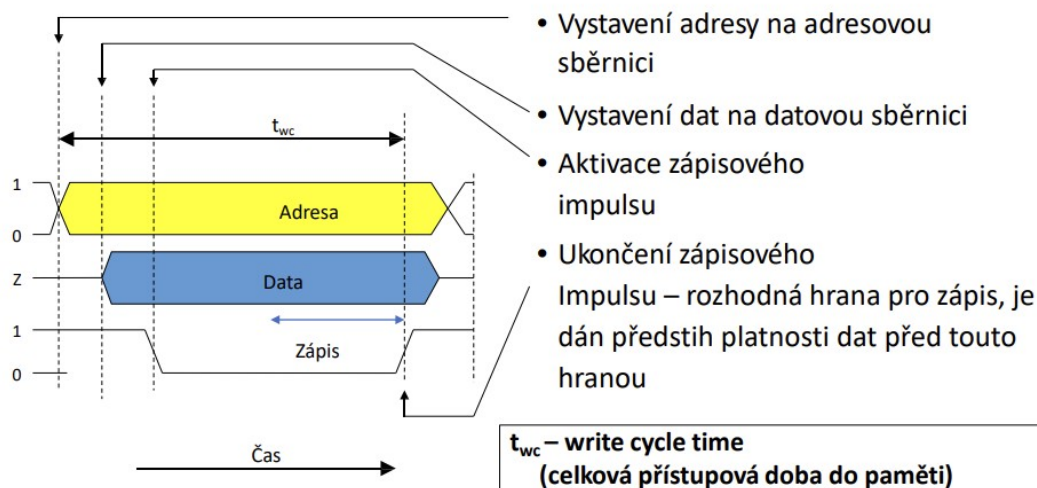 • Vystavení adresy na adresovou
sběrnici
• Vystavení dat na datovou sběrnici
• Aktivace zápisového
impulsu
• Ukončení zápisového
Impulsu – rozhodná hrana pro zápis, je
dán předstih platnosti dat před touto
hranou
twc
1
Adresa
0
Z
Data
1
Zápis
0
Čas
twc – write cycle time
(celková přístupová doba do paměti)